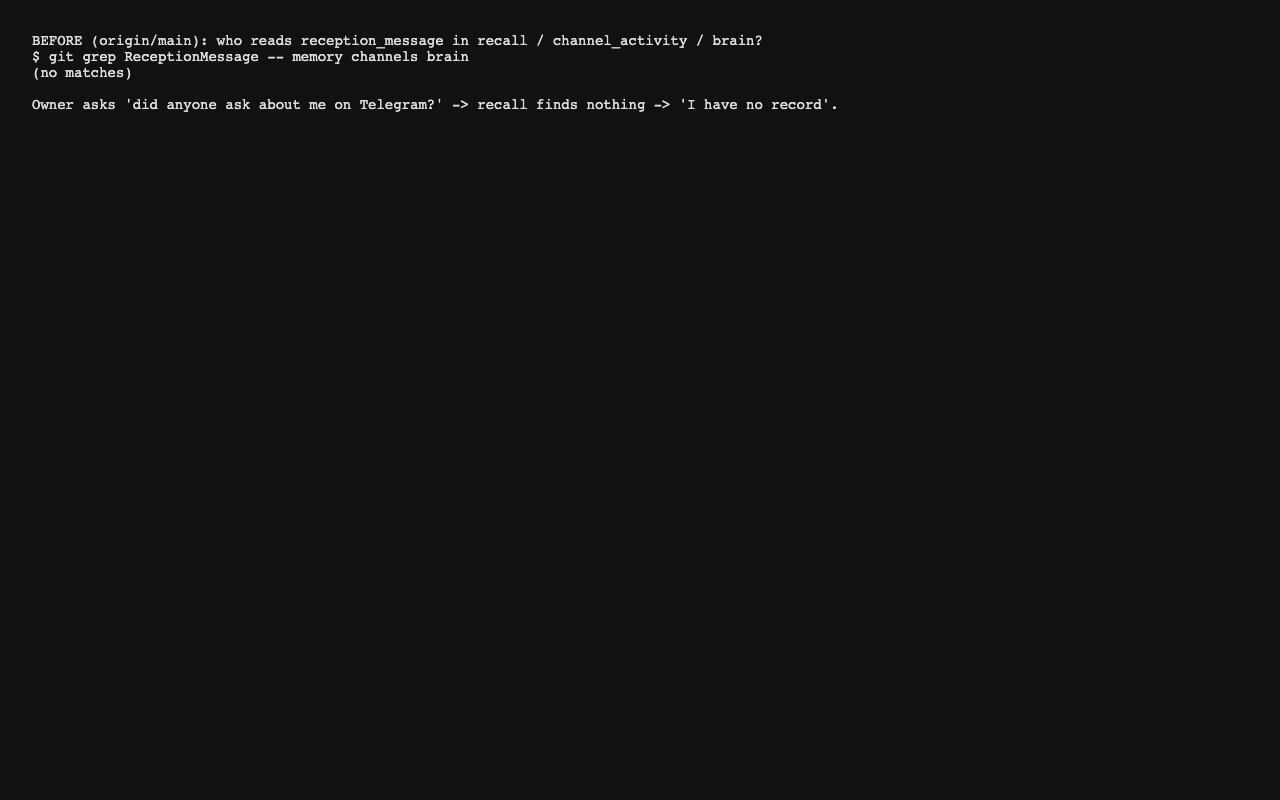 BEFORE (origin/main): who reads reception_message in recall / channel_activity / brain?
$ git grep ReceptionMessage -- memory channels brain
(no matches)
Owner asks 'did anyone ask about me on Telegram?' -> recall finds nothing -> 'I have no record'.